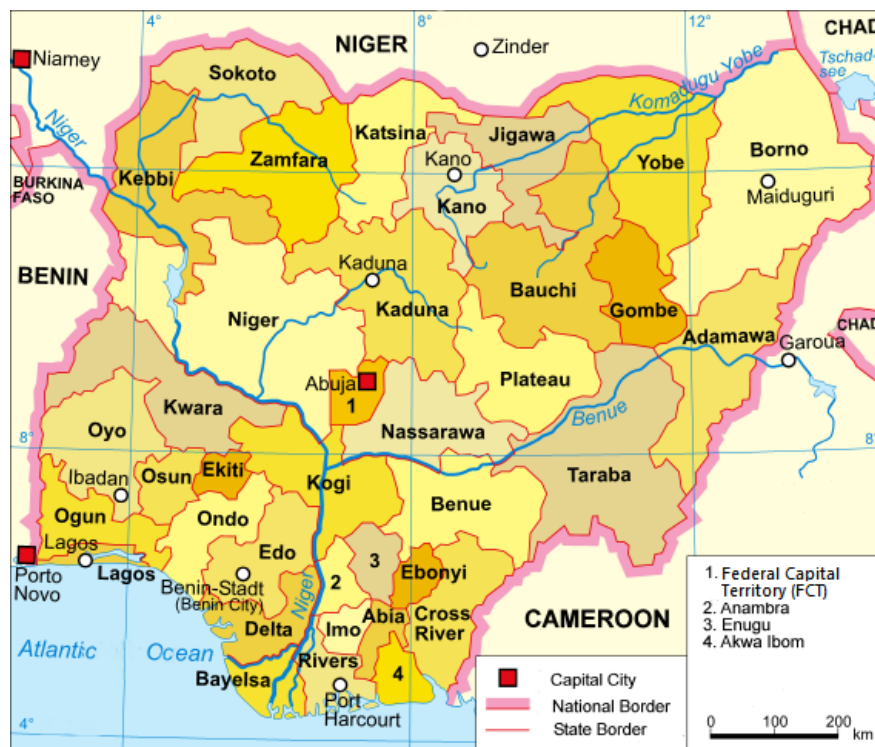 4°
8°
12°
CHAD
NIGER
Zinder
Niamey
Tschad-
see
Sokoto
Komadugu Yobe
Niger
Katsina
Jigawa
Zamfara
Kano
Yobe
Borno
BURKINA
FASO
Kebbi
Kano
Maiduguri
BENIN
Kaduna
Bauchi
Kaduna
Gombe
Niger
Adamawa
CHAD
Garoua
Abuja
1
Plateau
Kwara
Benue
8°
Oyo
Nassarawa
8°
Ibadan
Osun
Ekiti
Kogi
Taraba
Benue
Ogun
Ondo
Lagos
Edo
3
Lagos
Porto
Novo
Benin-Stadt
(Benin City)
Niger
2
Ebonyi
Delta
Imo
Abia
Cross
River
CAMEROON
Atlantic Ocean
Rivers
4
Bayelsa
Port
Harcourt
4°
1. Federal Capital
Territory (FCT)
2. Anambra
3. Enugu
4. Akwa Ibom
Capital City
National Border
State Border
0 100 200
km